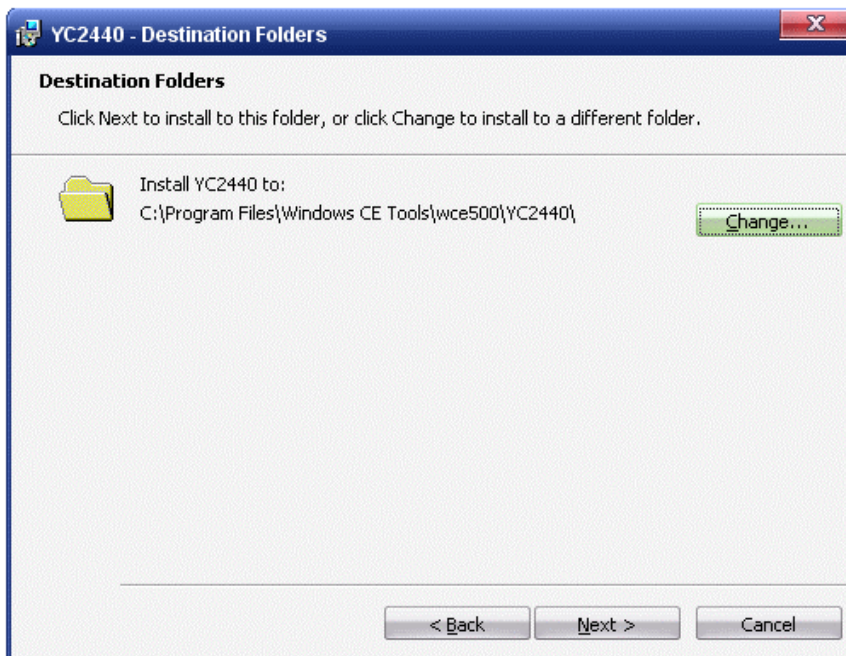 YC2440 - Destination Folders
Destination Folders
Click Next to install to this folder, or click Change to install to a different folder.
Install YC2440 to:
C:\Program Files\Windows CE Tools\wce500\YC2440\
Change...
< Back
Next >
Cancel